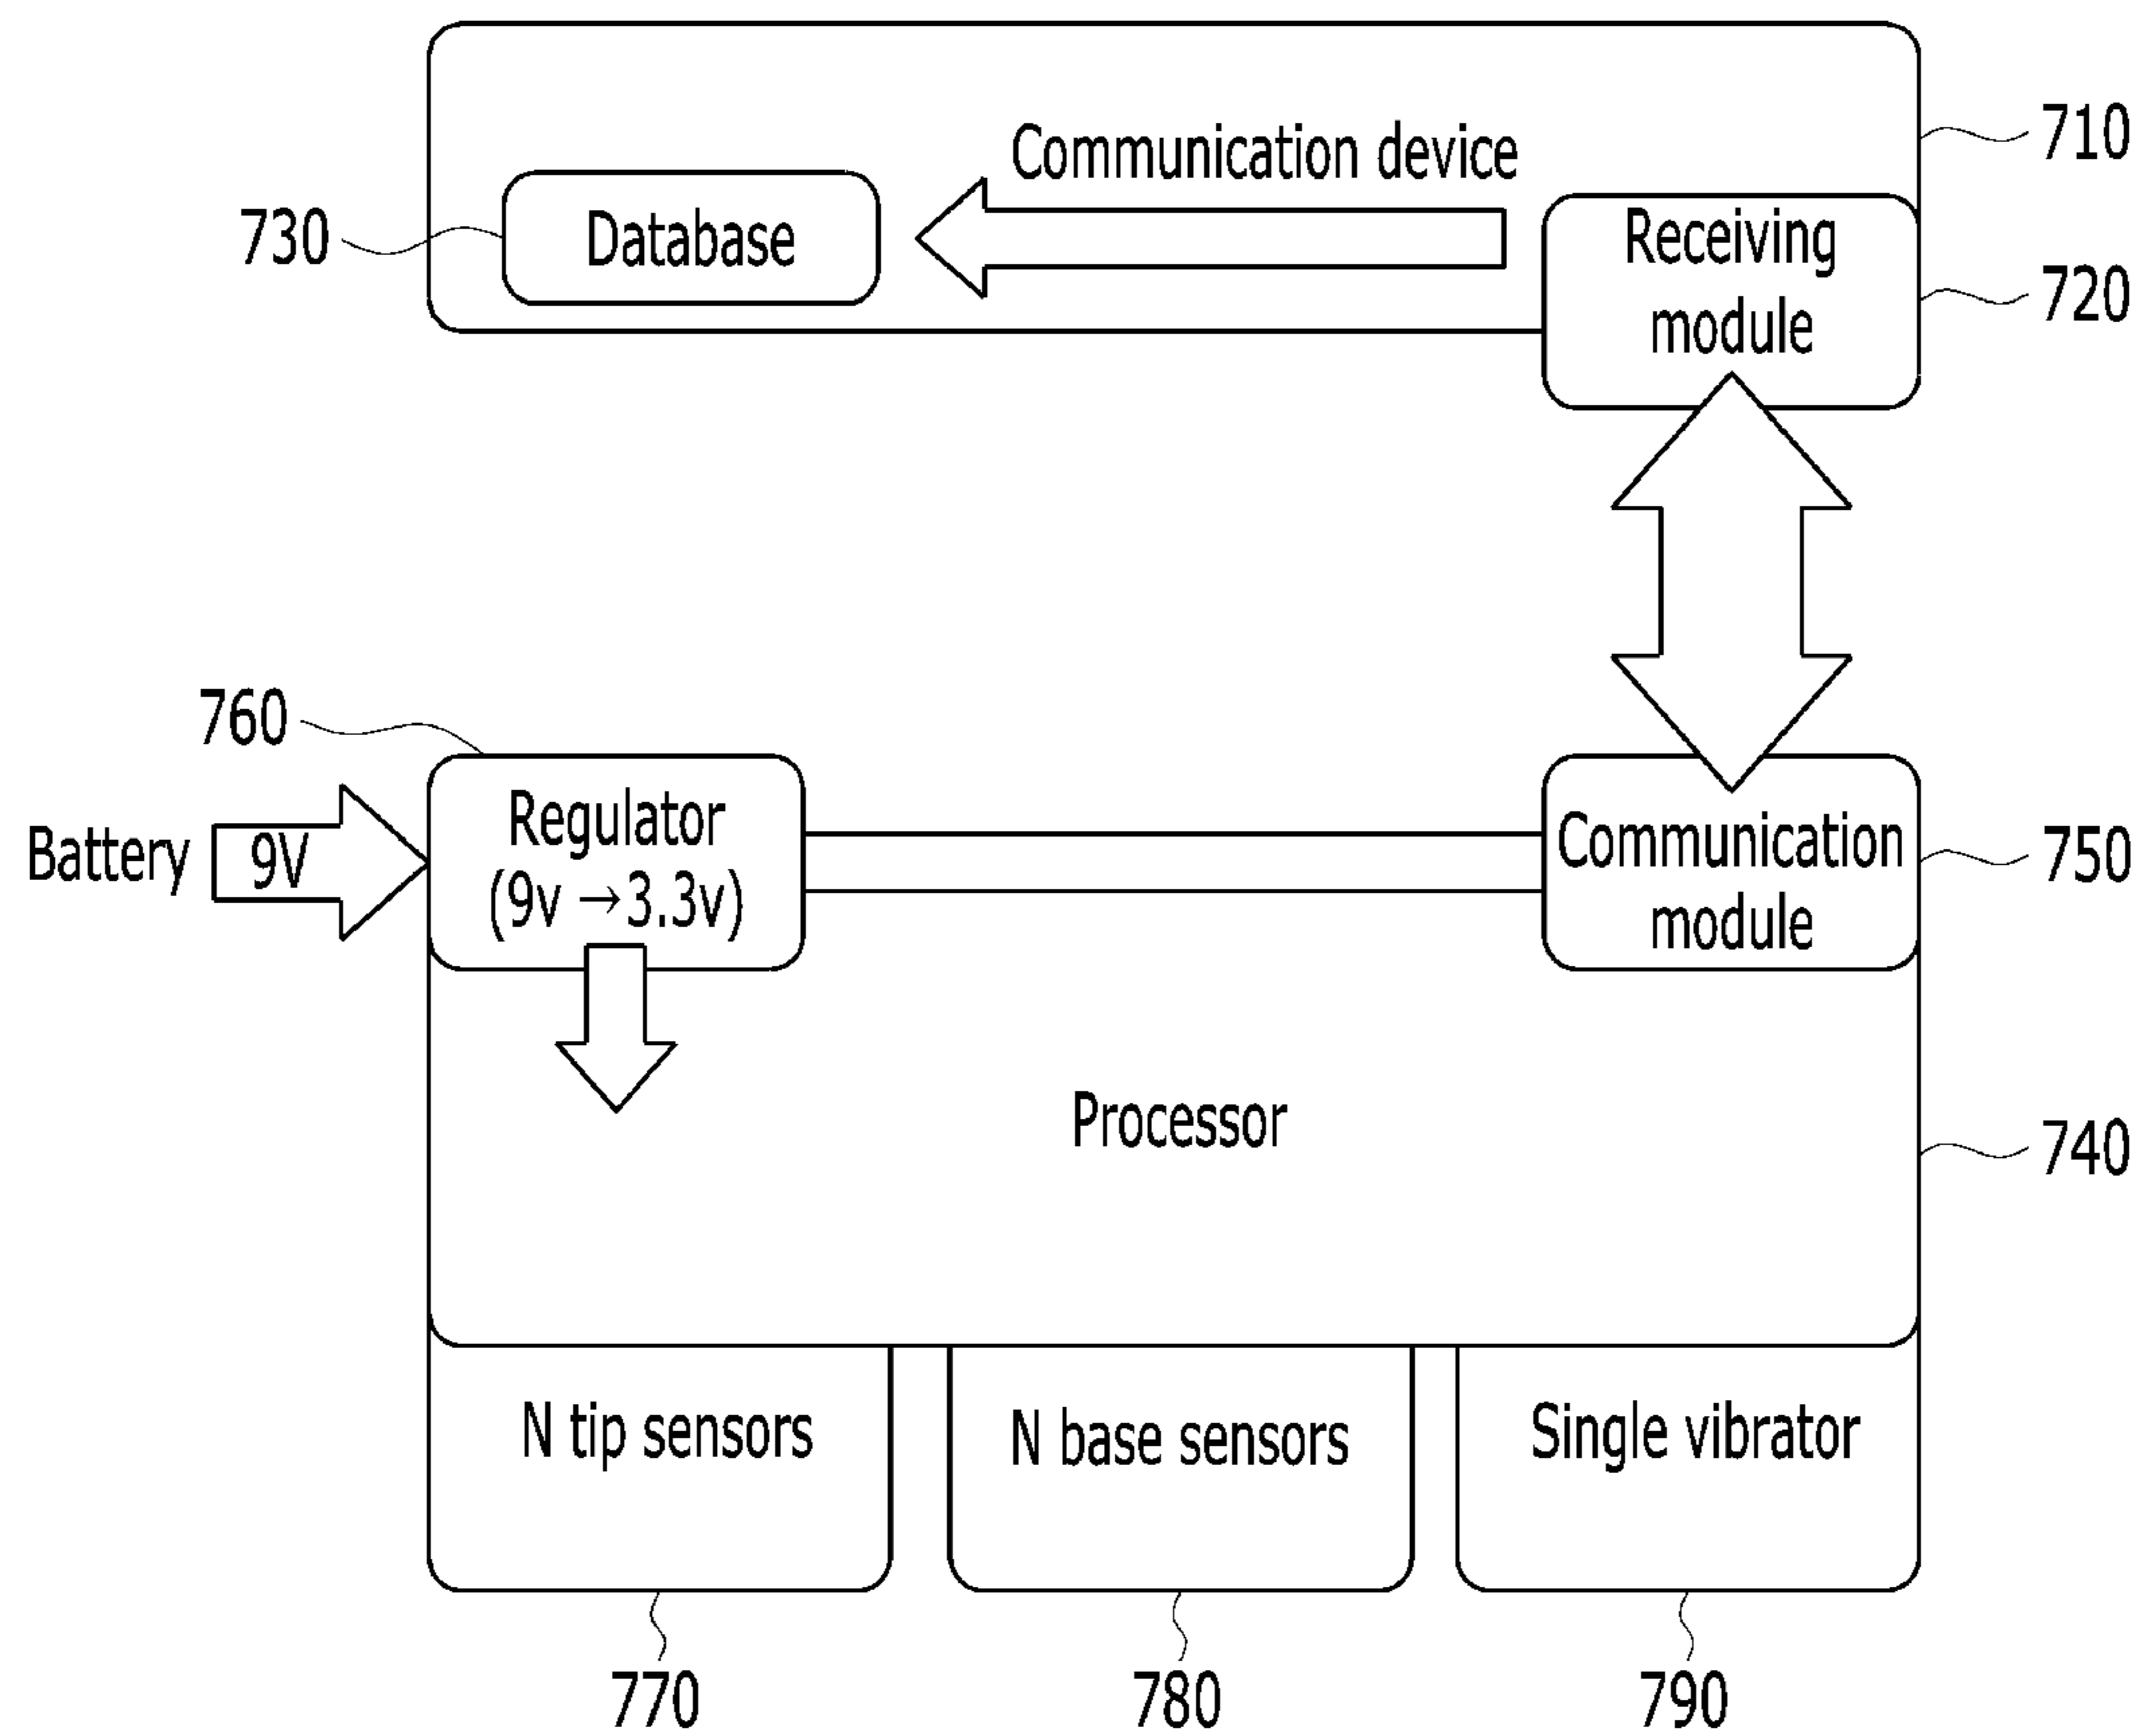 710
Communication device
730
Database
Receiving
module
720
760
Battery
9V
Regulator
(9v →3.3v)
Communication
module
750
Processor
740
N tip sensors
N base sensors
Single vibrator
770
780
790